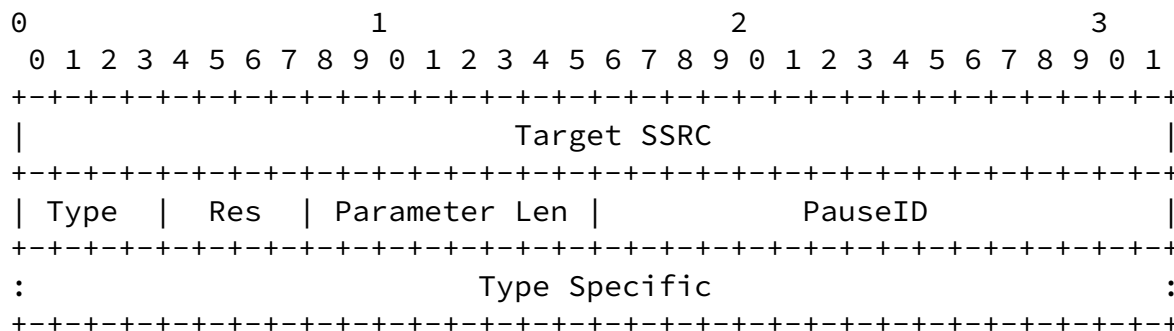 0                   1                   2                   3
 0 1 2 3 4 5 6 7 8 9 0 1 2 3 4 5 6 7 8 9 0 1 2 3 4 5 6 7 8 9 0 1
+-+-+-+-+-+-+-+-+-+-+-+-+-+-+-+-+-+-+-+-+-+-+-+-+-+-+-+-+-+-+-+-+
|                          Target SSRC                          |
+-+-+-+-+-+-+-+-+-+-+-+-+-+-+-+-+-+-+-+-+-+-+-+-+-+-+-+-+-+-+-+-+
| Type  |  Res  | Parameter Len |           PauseID             |
+-+-+-+-+-+-+-+-+-+-+-+-+-+-+-+-+-+-+-+-+-+-+-+-+-+-+-+-+-+-+-+-+
:                         Type Specific                         :
+-+-+-+-+-+-+-+-+-+-+-+-+-+-+-+-+-+-+-+-+-+-+-+-+-+-+-+-+-+-+-+-+